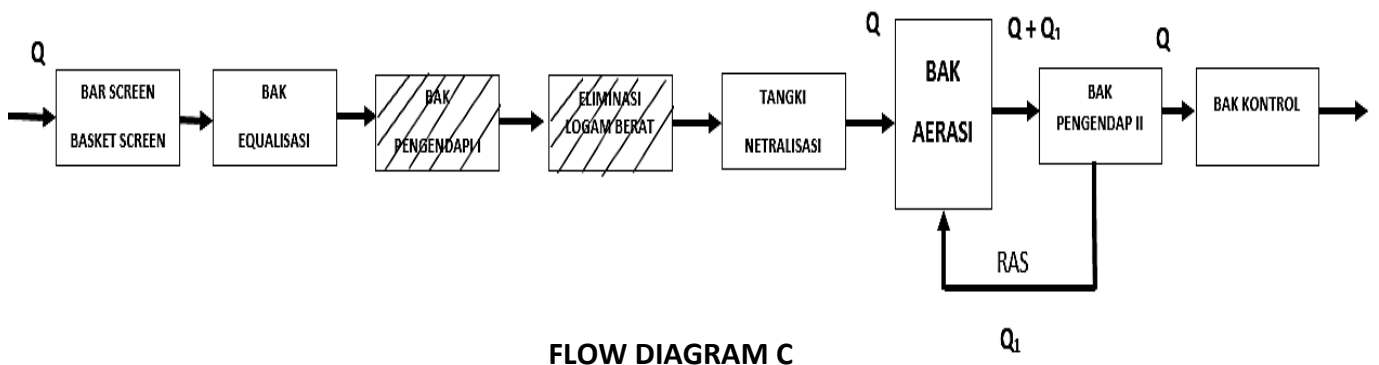 Q
BAR SCREEN
BASKET SCREEN
BAK
EQUALISASI
BAK
PENGENDAPI I
ELIMINASI
LOGAM BERAT
TANGKI
NETRALISASI
Q
BAK
AERASI
Q + Q₁
BAK
PENGENDAP II
Q
BAK KONTROL
RAS
Q₁
FLOW DIAGRAM C